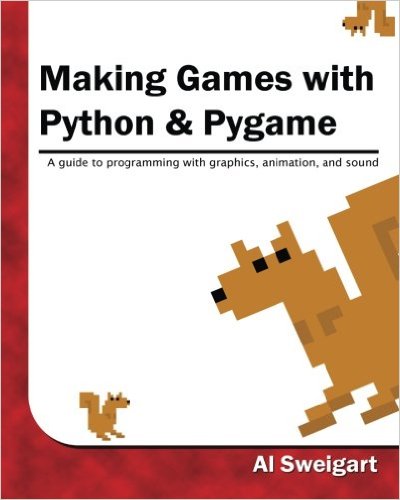 Making Games with
Python & Pygame
A guide to programming with graphics, animation, and sound
Al Sweigart